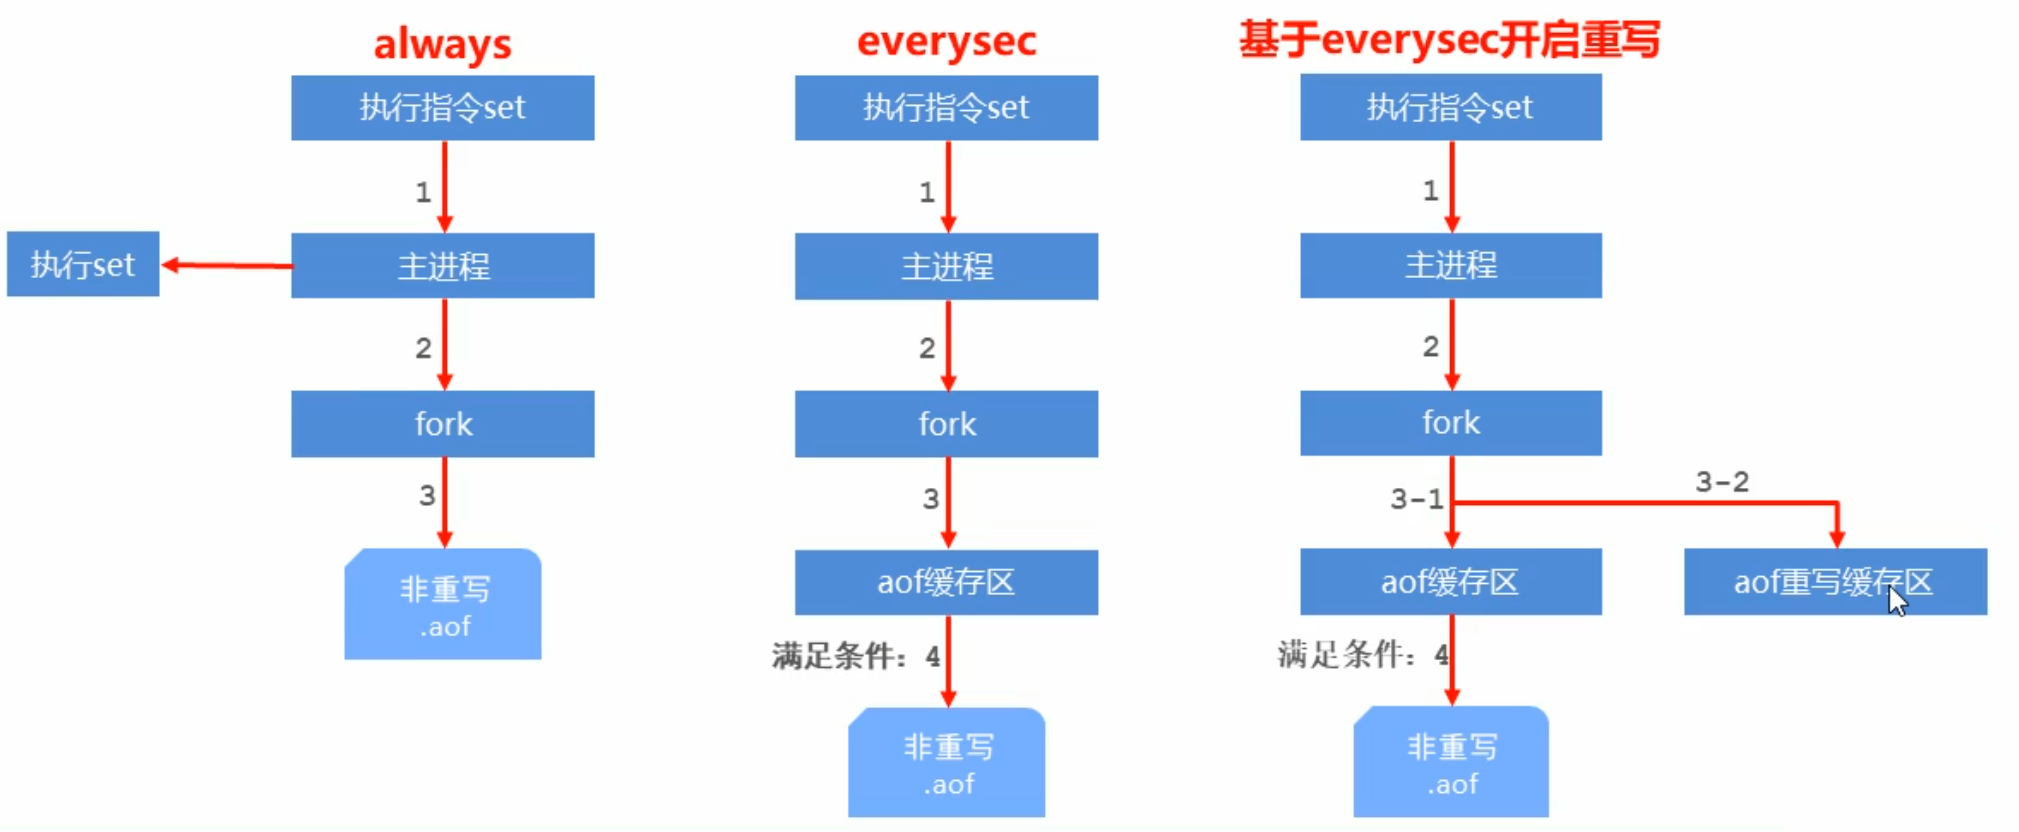 always
执行指令set
1
执行set
主进程
2
fork
3
非重写
.aof
everysec
执行指令set
1
主进程
2
fork
3
aof缓存区
满足条件：4
非重写
.aof
基于everysec开启重写
执行指令set
1
主进程
2
fork
3-1
3-2
aof缓存区
aof重写缓存区
满足条件：4
非重写
.aof